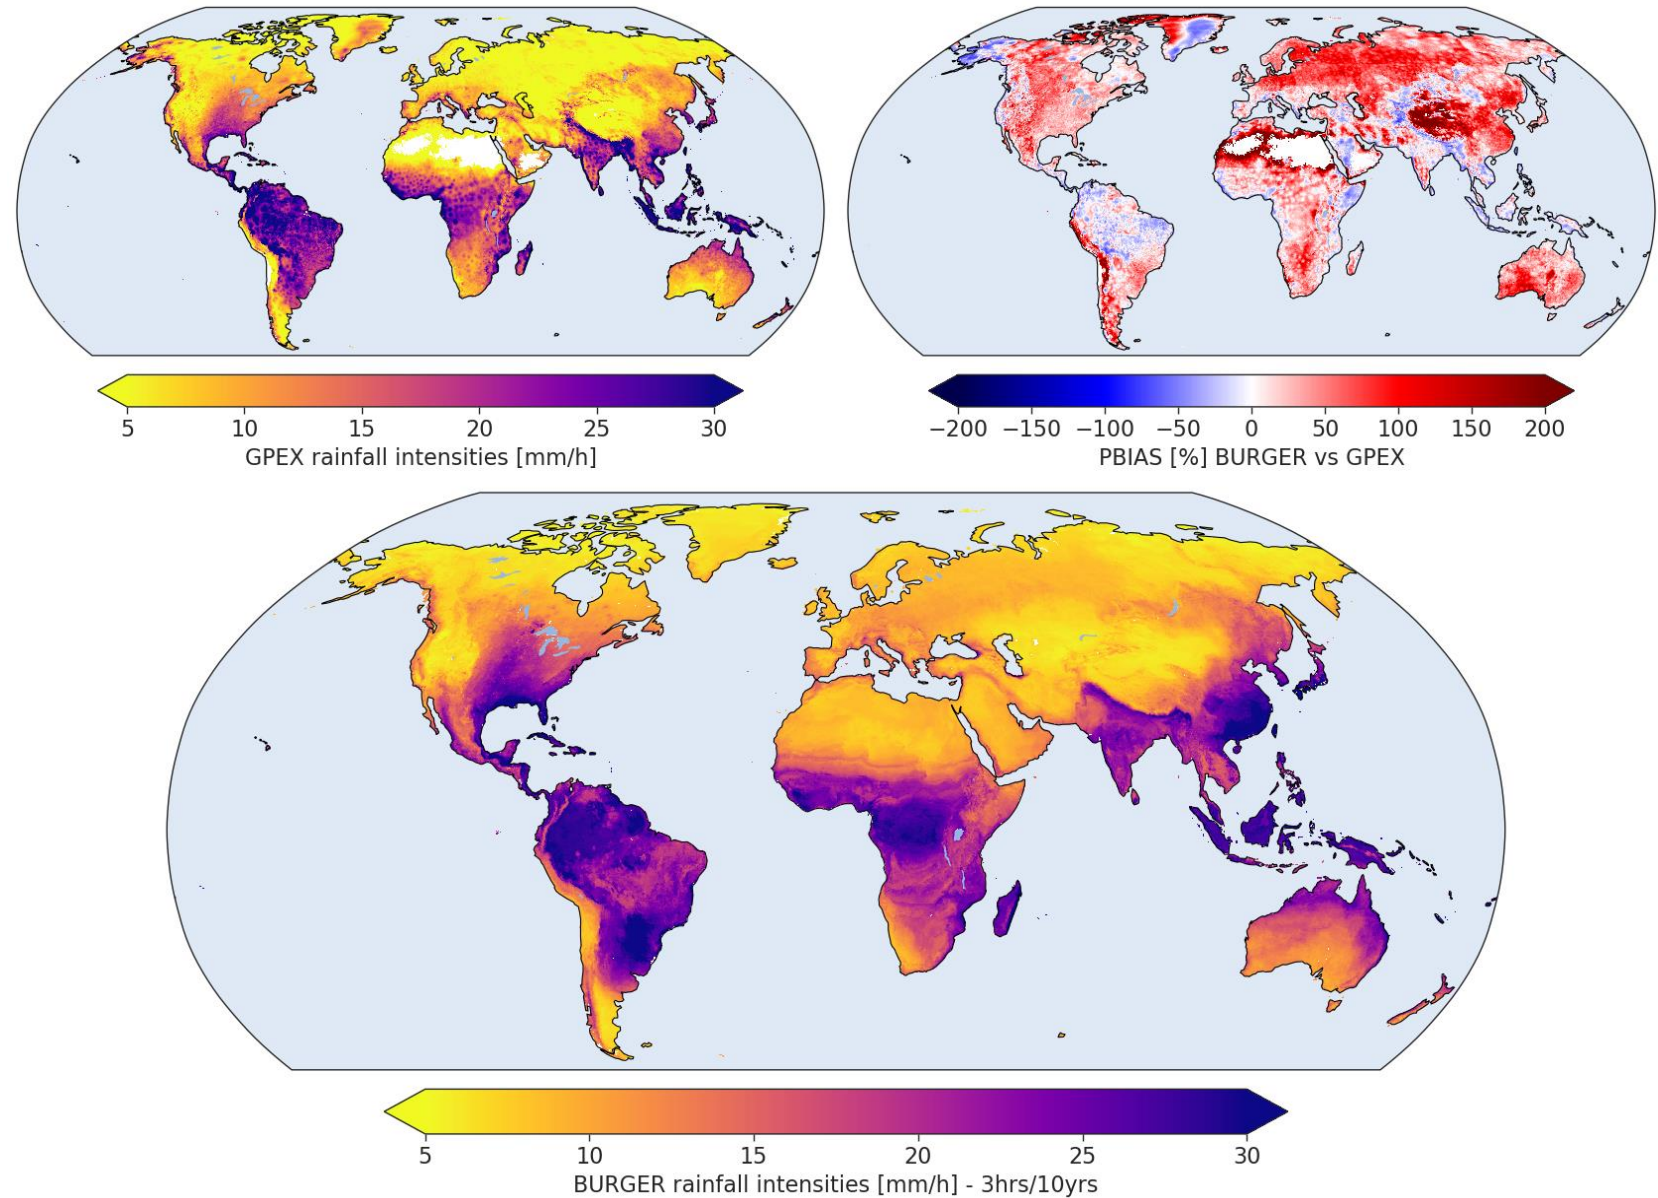 5 10 15 20 25 30
GPEX rainfall intensities [mm/h]
−200 −150 −100 −50 0 50 100 150 200
PBIAS [%] BURGER vs GPEX
5 10 15 20 25 30
BURGER rainfall intensities [mm/h] - 3hrs/10yrs